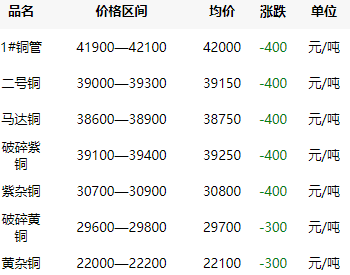 品名 价格区间 均价 涨跌 单位
1#铜管 41900—42100 42000 -400 元/吨
二号铜 39000—39300 39150 -400 元/吨
马达铜 38600—38900 38750 -400 元/吨
破碎紫
铜 39100—39400 39250 -400 元/吨
紫杂铜 30700—30900 30800 -400 元/吨
破碎黄
铜 29600—29800 29700 -300 元/吨
黄杂铜 22000—22200 22100 -300 元/吨